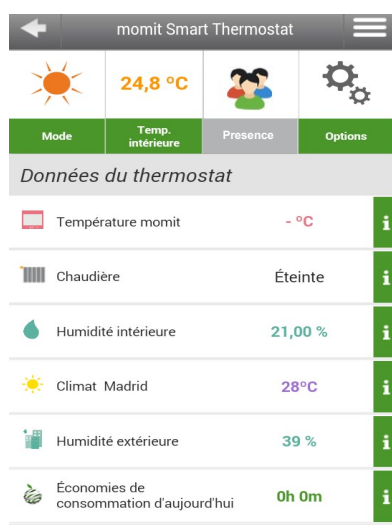 momit Smart Thermostat
24,8 ºC
Mode
Temp.
intérieure
Presence
Options
Données du thermostat
Température momit
- ºC
i
Chaudière
Éteinte
i
Humidité intérieure
21,00 %
i
Climat Madrid
28ºC
i
Humidité extérieure
39 %
i
Économies de
consommation d'aujourd'hui
0h 0m
i